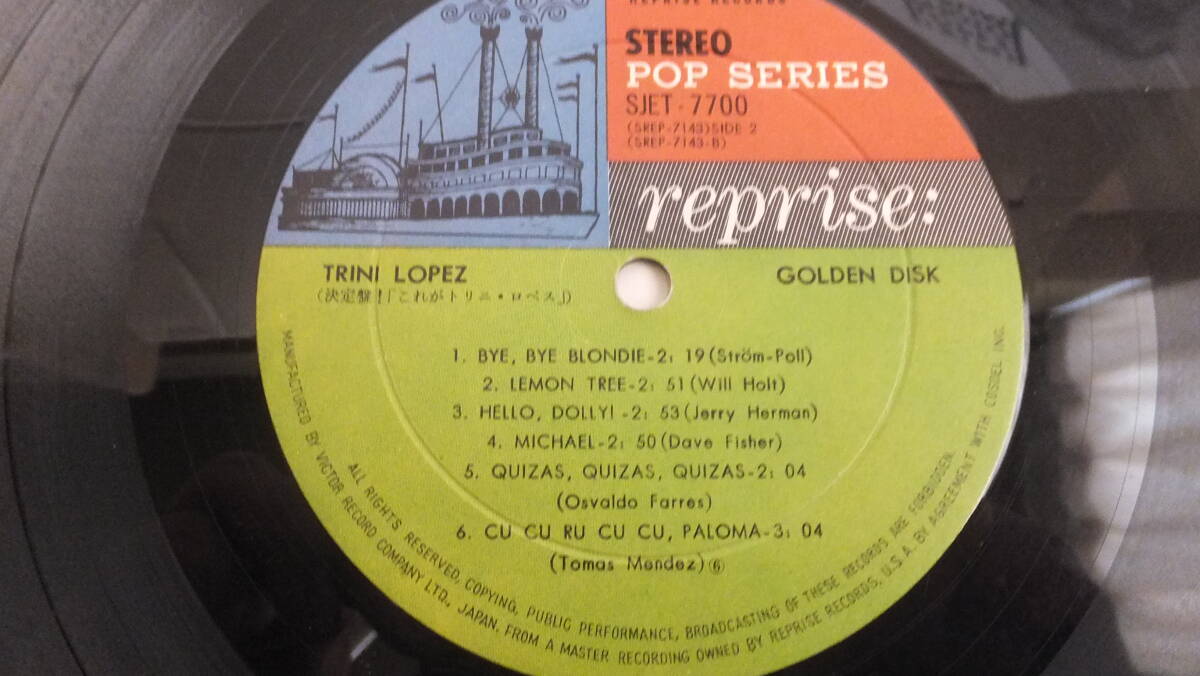 REPRISE RECORDS
STEREO
POP SERIES
SJET-7700
(SREP-7143)SIDE 2
(SREP-7143-B)
reprise:
TRINI LOPEZ
GOLDEN DISK
(決定盤!「これがトリニ・ロペス」)
1. BYE, BYE BLONDIE-2: 19 (Ström-Poll)
2. LEMON TREE-2: 51 (Will Holt)
3. HELLO, DOLLY! -2: 53 (Jerry Herman)
4. MICHAEL-2: 50 (Dave Fisher)
5. QUIZAS, QUIZAS, QUIZAS-2: 04
(Osvaldo Farres)
6. CU CU RU CU CU, PALOMA-3: 04
(Tomas Mendez) ⑥
ALL RIGHTS RESERVED, COPYING, PUBLIC PERFORMANCE, BROADCASTING OF THESE RECORDS ARE FORBIDDEN.
MANUFACTURED BY VICTOR RECORD COMPANY LTD., JAPAN. FROM A MASTER RECORDING OWNED BY REPRISE RECORDS, U.S.A. BY AGREEMENT WITH COSDEL INC.